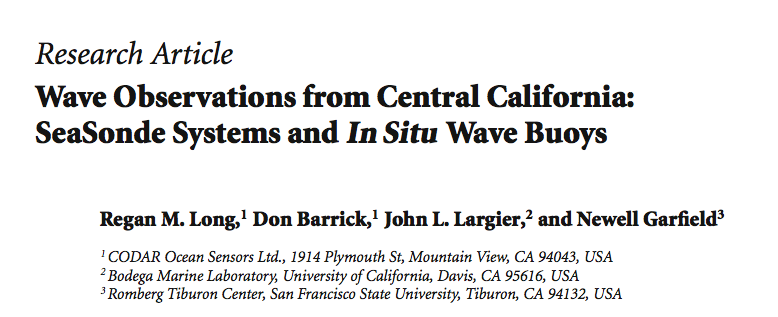 Research Article
Wave Observations from Central California:
SeaSonde Systems and In Situ Wave Buoys
Regan M. Long,¹ Don Barrick,¹ John L. Largier,² and Newell Garfield³
¹ CODAR Ocean Sensors Ltd., 1914 Plymouth St, Mountain View, CA 94043, USA
² Bodega Marine Laboratory, University of California, Davis, CA 95616, USA
³ Romberg Tiburon Center, San Francisco State University, Tiburon, CA 94132, USA